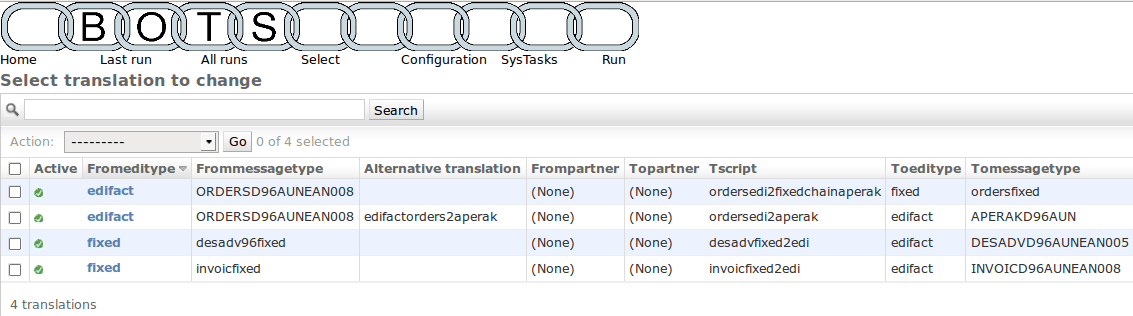 BOTS
Home Last run All runs Select Configuration SysTasks Run
Select translation to change
Search
Action: --------- Go 0 of 4 selected
Active Fromeditype Frommessagetype Alternative translation Frompartner Topartner Tscript Toeditype Tomessagetype
edifact ORDERSD96AUNEAN008 (None) (None) ordersedi2fixedchainaperak fixed ordersfixed
edifact ORDERSD96AUNEAN008 edifactorders2aperak (None) (None) ordersedi2aperak edifact APERAKD96AUN
fixed desadv96fixed (None) (None) desadvfixed2edi edifact DESADVD96AUNEAN005
fixed invoicfixed (None) (None) invoicfixed2edi edifact INVOICD96AUNEAN008
4 translations